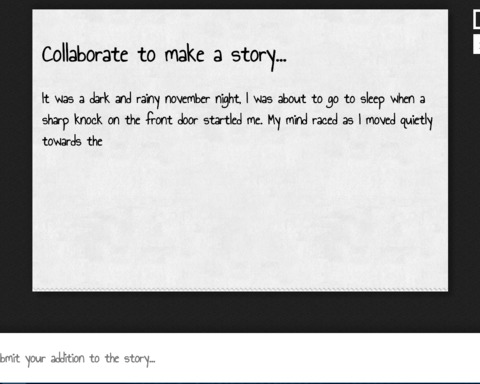 Collaborate to make a story...
It was a dark and rainy november night, I was about to go to sleep when a
sharp knock on the front door startled me. My mind raced as I moved quietly
towards the
your addition to the story...